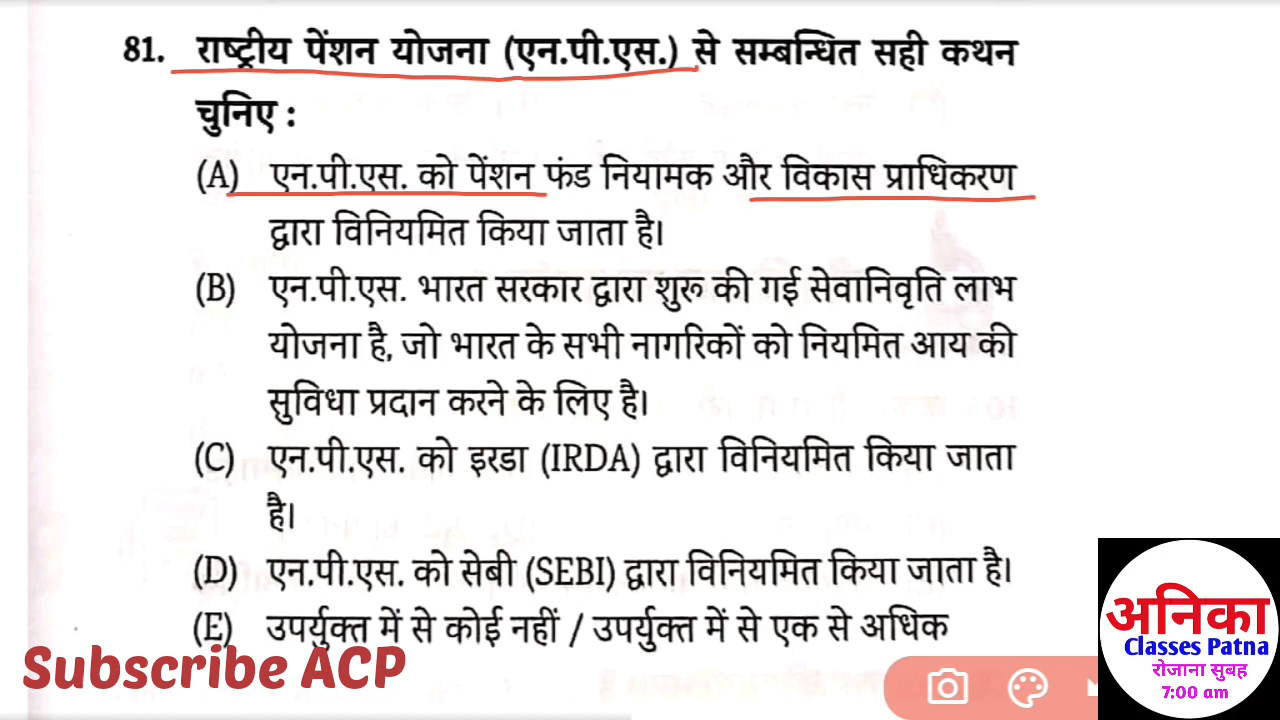 81. राष्ट्रीय पेंशन योजना (एन.पी.एस.) से सम्बन्धित सही कथन
चुनिए :
(A) एन.पी.एस. को पेंशन फंड नियामक और विकास प्राधिकरण
द्वारा विनियमित किया जाता है।
(B) एन.पी.एस. भारत सरकार द्वारा शुरू की गई सेवानिवृति लाभ
योजना है, जो भारत के सभी नागरिकों को नियमित आय की
सुविधा प्रदान करने के लिए है।
(C) एन.पी.एस. को इरडा (IRDA) द्वारा विनियमित किया जाता
है।
(D) एन.पी.एस. को सेबी (SEBI) द्वारा विनियमित किया जाता है।
(E) उपर्युक्त में से कोई नहीं / उपर्युक्त में से एक से अधिक
Subscribe ACP
अनिका
Classes Patna
रोजाना सुबह
7:00 am